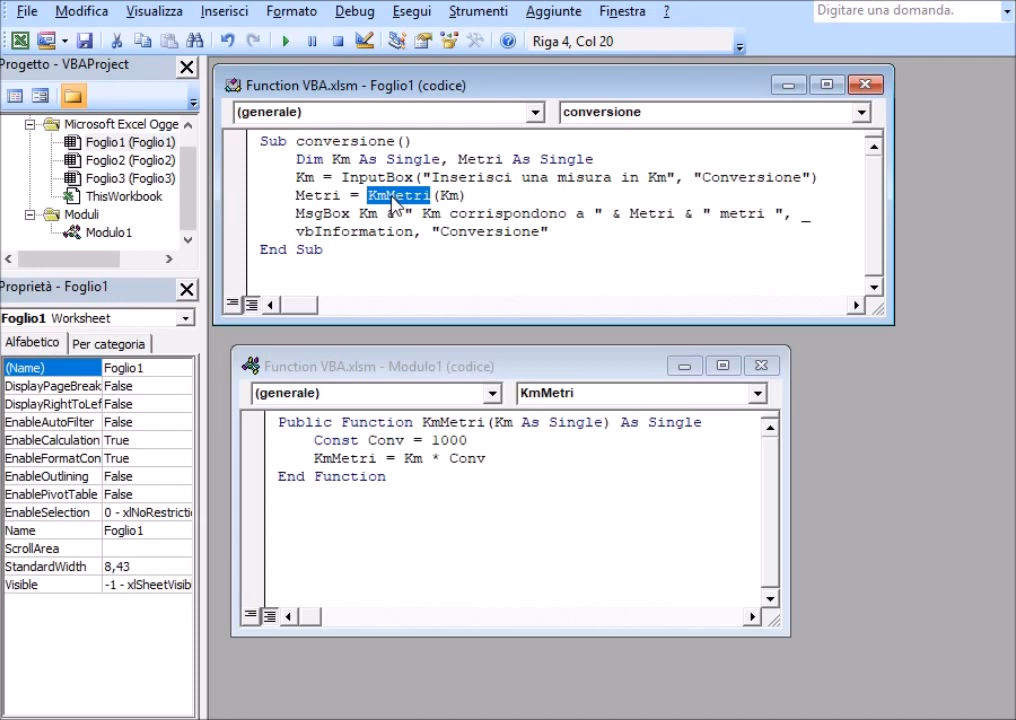 File Modifica Visualizza Inserisci Formato Debug Esegui Strumenti Aggiunte Finestra ? Digitare una domanda.
Riga 4, Col 20
Progetto - VBAProject
Microsoft Excel Ogge
Foglio1 (Foglio1)
Foglio2 (Foglio2)
Foglio3 (Foglio3)
ThisWorkbook
Moduli
Modulo1
Proprietà - Foglio1
Foglio1 Worksheet
Alfabetico Per categoria
(Name) Foglio1
DisplayPageBreak False
DisplayRightToLef False
EnableAutoFilter False
EnableCalculation True
EnableFormatCon True
EnableOutlining False
EnablePivotTable False
EnableSelection 0 - xlNoRestricti
Name Foglio1
ScrollArea
StandardWidth 8,43
Visible -1 - xlSheetVisib
Function VBA.xlsm - Foglio1 (codice)
(generale) conversione
Sub conversione()
Dim Km As Single, Metri As Single
Km = InputBox("Inserisci una misura in Km", "Conversione")
Metri = KmMetri(Km)
MsgBox Km & " Km corrispondono a " & Metri & " metri ", _
vbInformation, "Conversione"
End Sub
Function VBA.xlsm - Modulo1 (codice)
(generale) KmMetri
Public Function KmMetri(Km As Single) As Single
Const Conv = 1000
KmMetri = Km * Conv
End Function